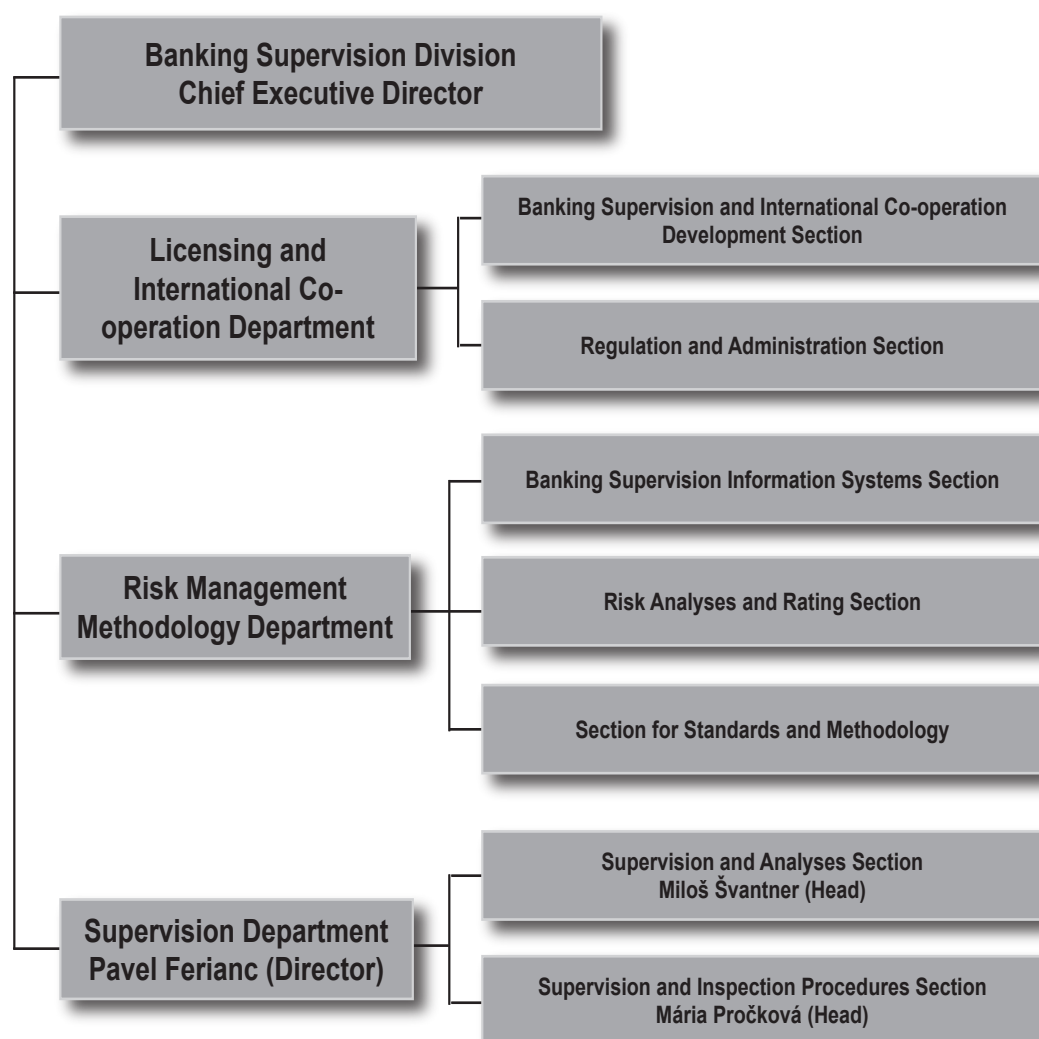 Banking Supervision Division
Chief Executive Director
Licensing and
International Co-
operation Department
Banking Supervision and International Co-operation
Development Section
Regulation and Administration Section
Risk Management
Methodology Department
Banking Supervision Information Systems Section
Risk Analyses and Rating Section
Section for Standards and Methodology
Supervision Department
Pavel Ferianc (Director)
Supervision and Analyses Section
Miloš Švantner (Head)
Supervision and Inspection Procedures Section
Mária Pročková (Head)